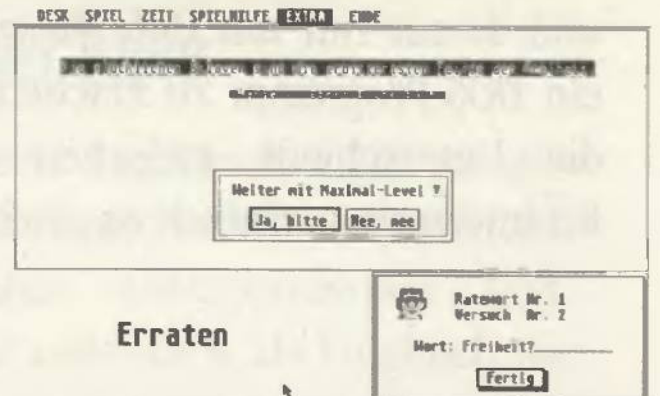 DESK SPIEL ZEIT SPIELHILFE EXTRA ENDE
Weiter mit Maximal-Level ?
Ja, bitte Nee, nee
Erraten
Ratewort Nr. 1
Versuch Nr. 2
Wort: Freiheit?
Fertig